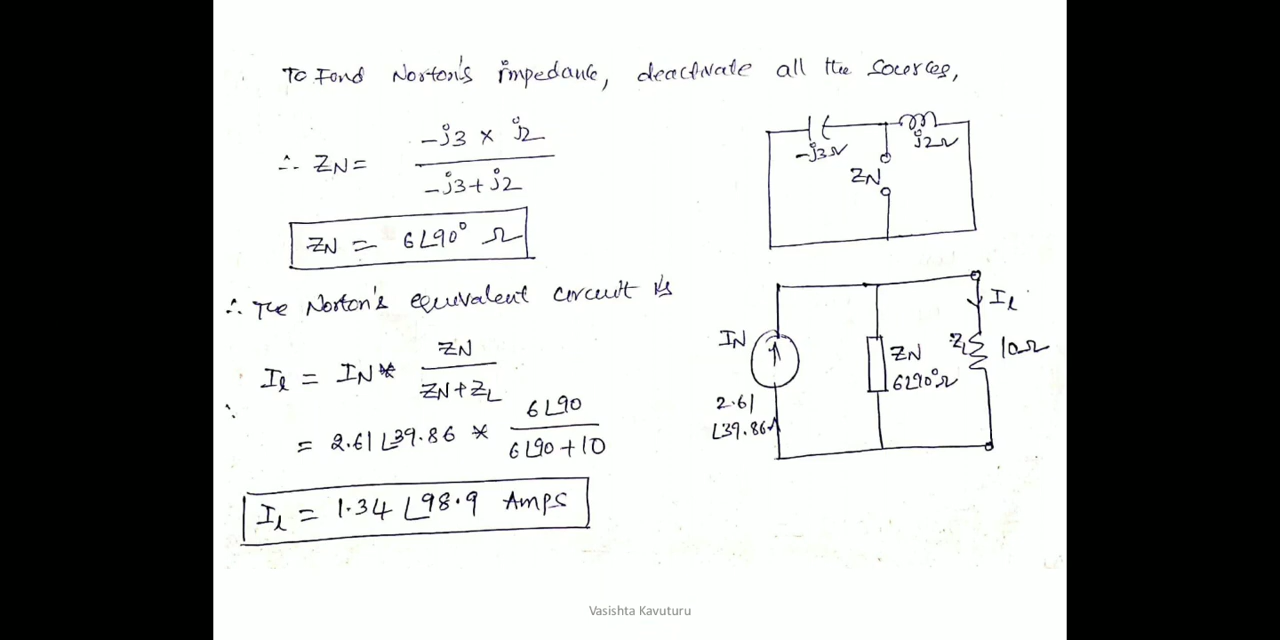 To Find Norton's impedance, deactivate all the sources,
∴ ZN = (-j3 × j2) / (-j3 + j2)
-j3Ω
j2Ω
ZN
ZN = 6∠90° Ω
∴ The Norton's equivalent circuit is
Il = IN * ZN / (ZN + ZL)
∴ = 2.61 ∠39.86 * 6∠90 / (6∠90 + 10)
Il = 1.34 ∠98.9 Amps
IN
2.61
∠39.86A
ZN
6∠90°Ω
ZL
10Ω
Il
Vasishta Kavuturu